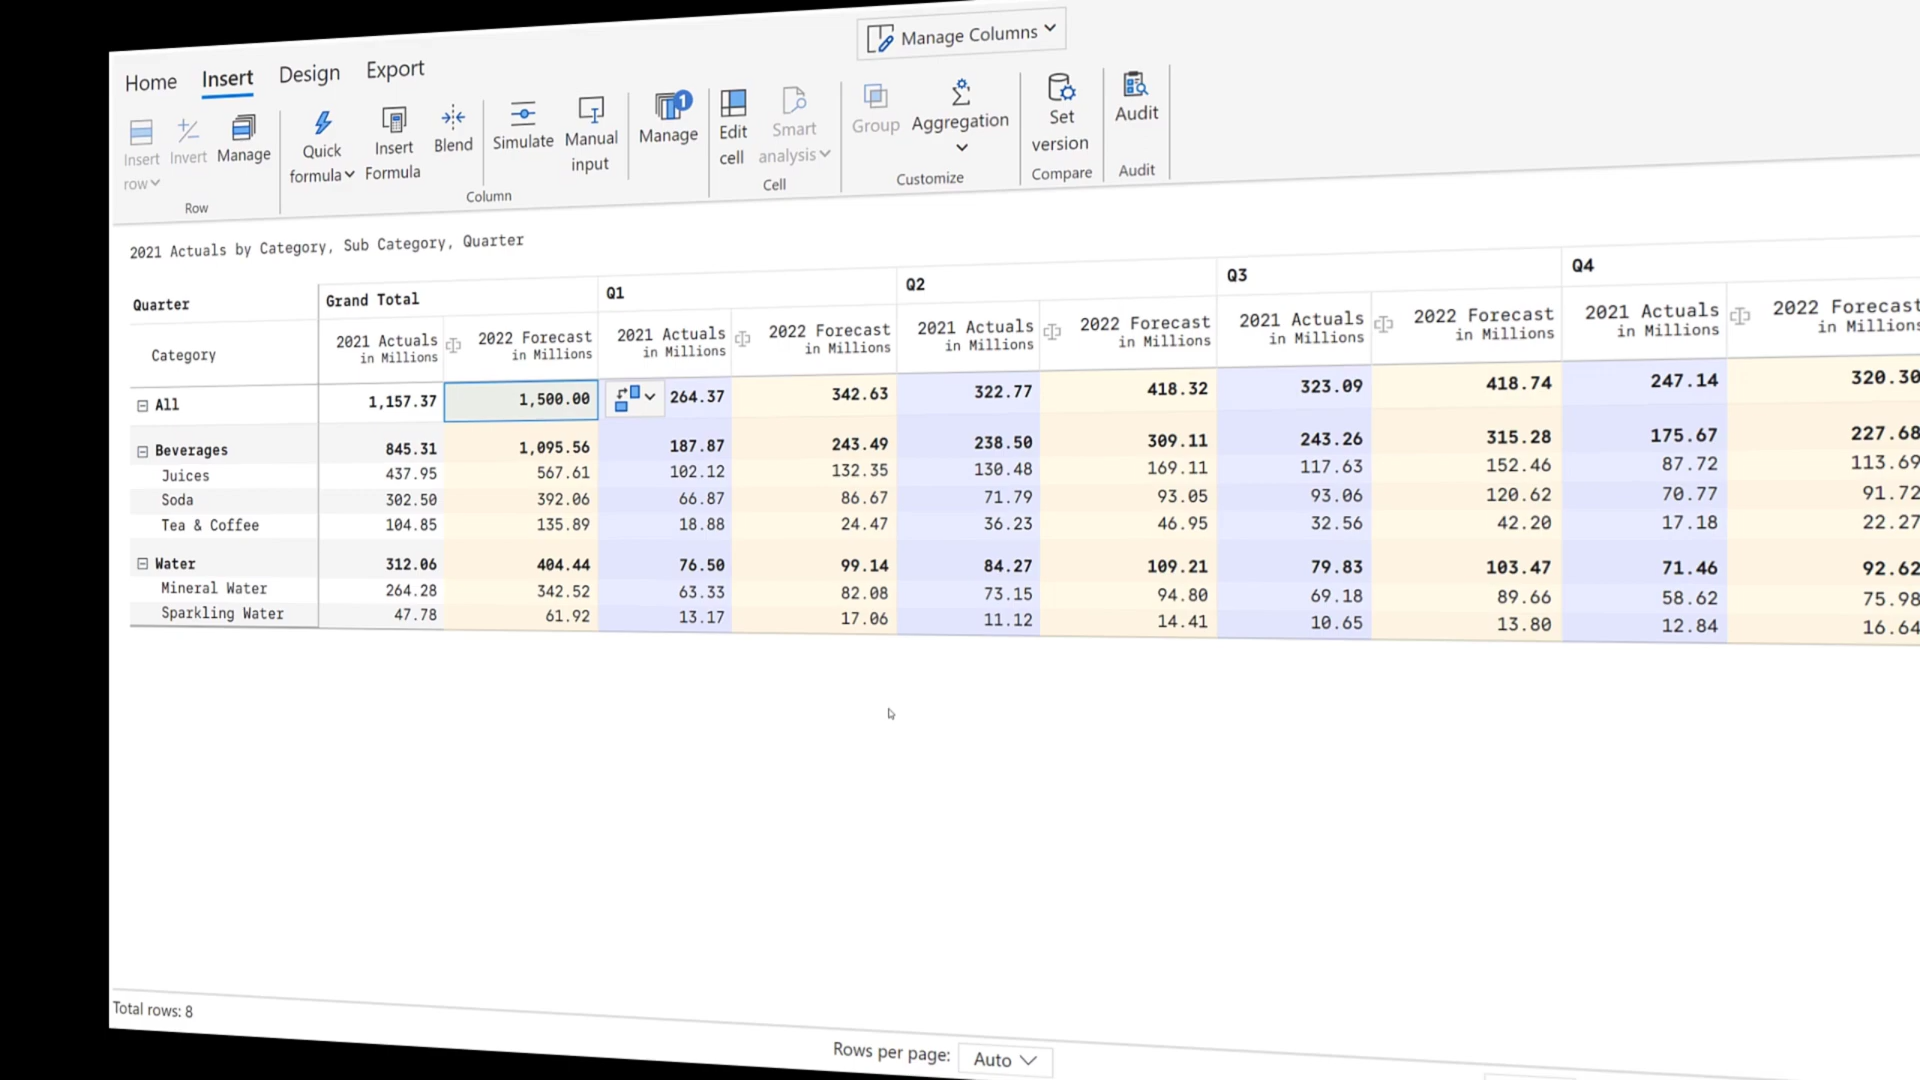 Manage Columns
Home Insert Design Export
Insert row
Invert
Manage
Row
Quick formula
Insert Formula
Blend
Simulate
Manual input
Column
Manage
1
Edit cell
Smart analysis
Cell
Group
Aggregation
Customize
Set version
Compare
Audit
Audit
2021 Actuals by Category, Sub Category, Quarter
Quarter Grand Total Q1 Q2 Q3 Q4
Category 2021 Actuals in Millions 2022 Forecast in Millions 2021 Actuals in Millions 2022 Forecast in Millions 2021 Actuals in Millions 2022 Forecast in Millions 2021 Actuals in Millions 2022 Forecast in Millions 2021 Actuals in Millions 2022 Forecast in Millions
All 1,157.37 1,500.00 264.37 342.63 322.77 418.32 323.09 418.74 247.14 320.30
Beverages 845.31 1,095.56 187.87 243.49 238.50 309.11 243.26 315.28 175.67 227.68
Juices 437.95 567.61 102.12 132.35 130.48 169.11 117.63 152.46 87.72 113.69
Soda 302.50 392.06 66.87 86.67 71.79 93.05 93.06 120.62 70.77 91.72
Tea & Coffee 104.85 135.89 18.88 24.47 36.23 46.95 32.56 42.20 17.18 22.27
Water 312.06 404.44 76.50 99.14 84.27 109.21 79.83 103.47 71.46 92.62
Mineral Water 264.28 342.52 63.33 82.08 73.15 94.80 69.18 89.66 58.62 75.98
Sparkling Water 47.78 61.92 13.17 17.06 11.12 14.41 10.65 13.80 12.84 16.64
Total rows: 8
Rows per page: Auto